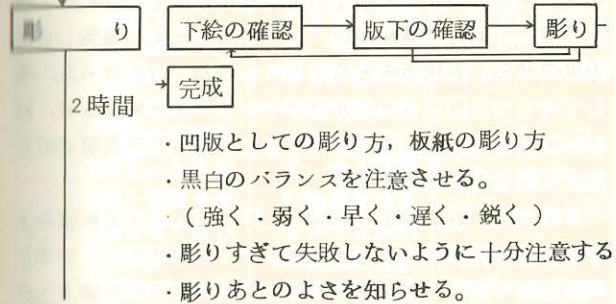 彫り 下絵の確認 版下の確認 彫り
完成
2時間
・凹版としての彫り方，板紙の彫り方
・黒白のバランスを注意させる。
・（強く・弱く・早く・遅く・鋭く）
・彫りすぎて失敗しないように十分注意する
・彫りあとのよさを知らせる。